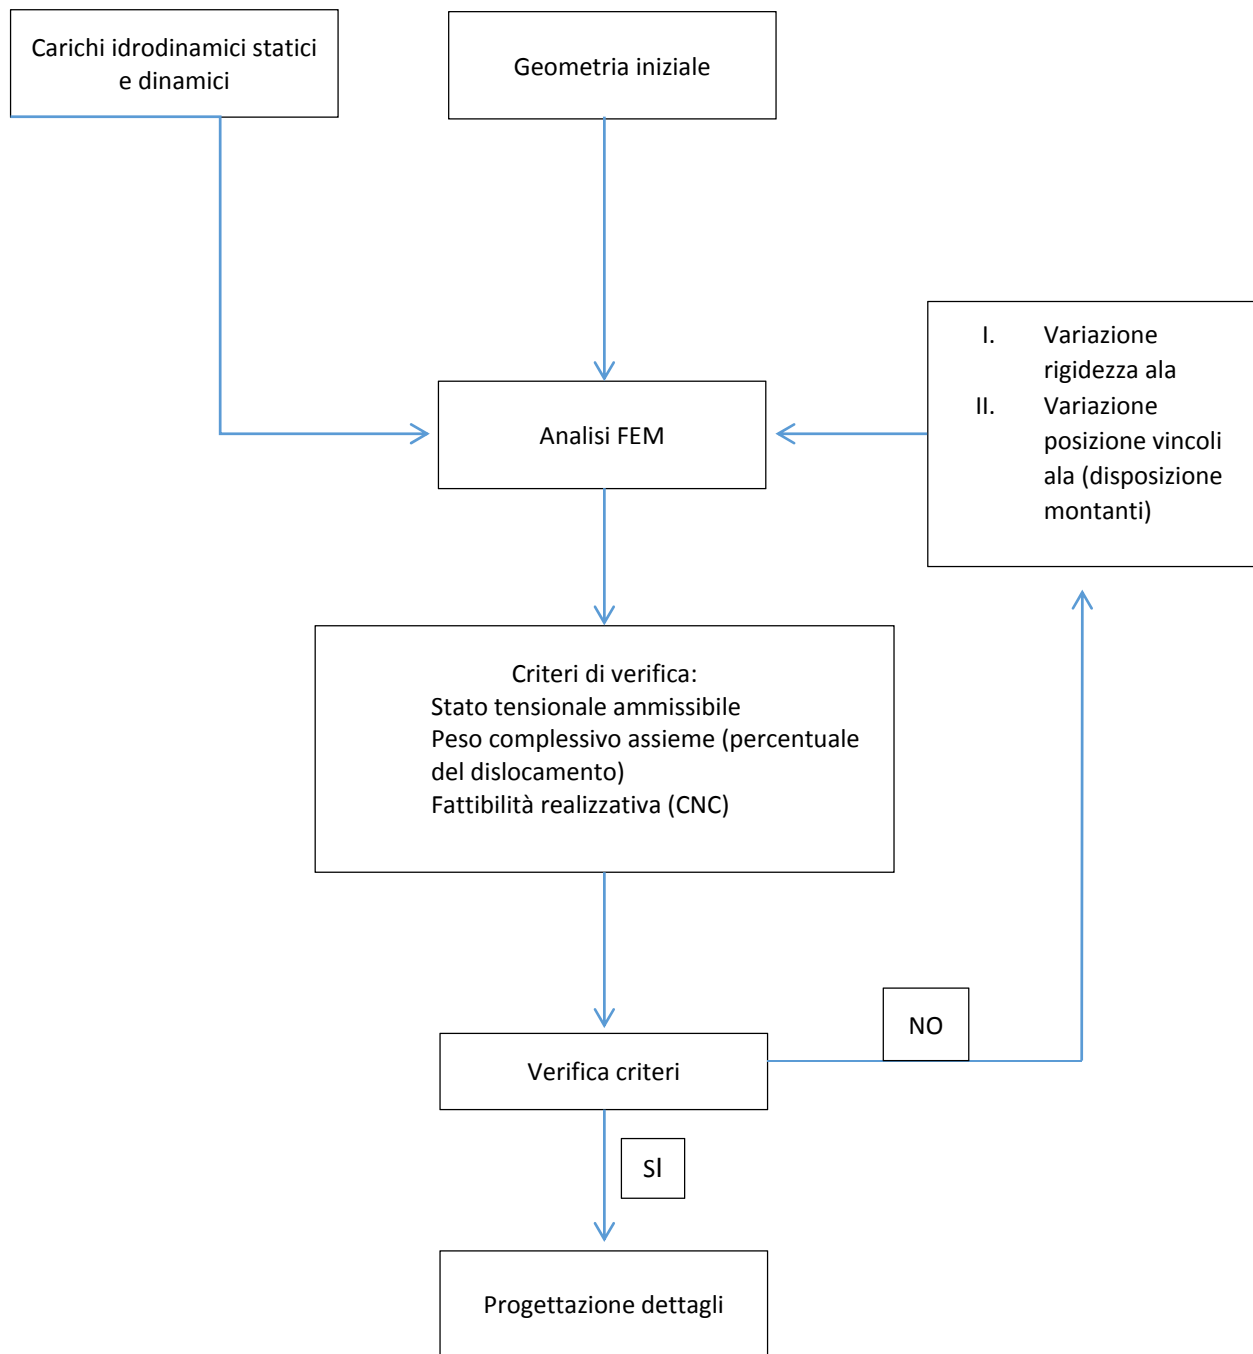 Carichi idrodinamici statici
e dinamici
Geometria iniziale
I. Variazione
rigidezza ala
II. Variazione
posizione vincoli
ala (disposizione
montanti)
Analisi FEM
Criteri di verifica:
Stato tensionale ammissibile
Peso complessivo assieme (percentuale
del dislocamento)
Fattibilità realizzativa (CNC)
NO
Verifica criteri
SI
Progettazione dettagli